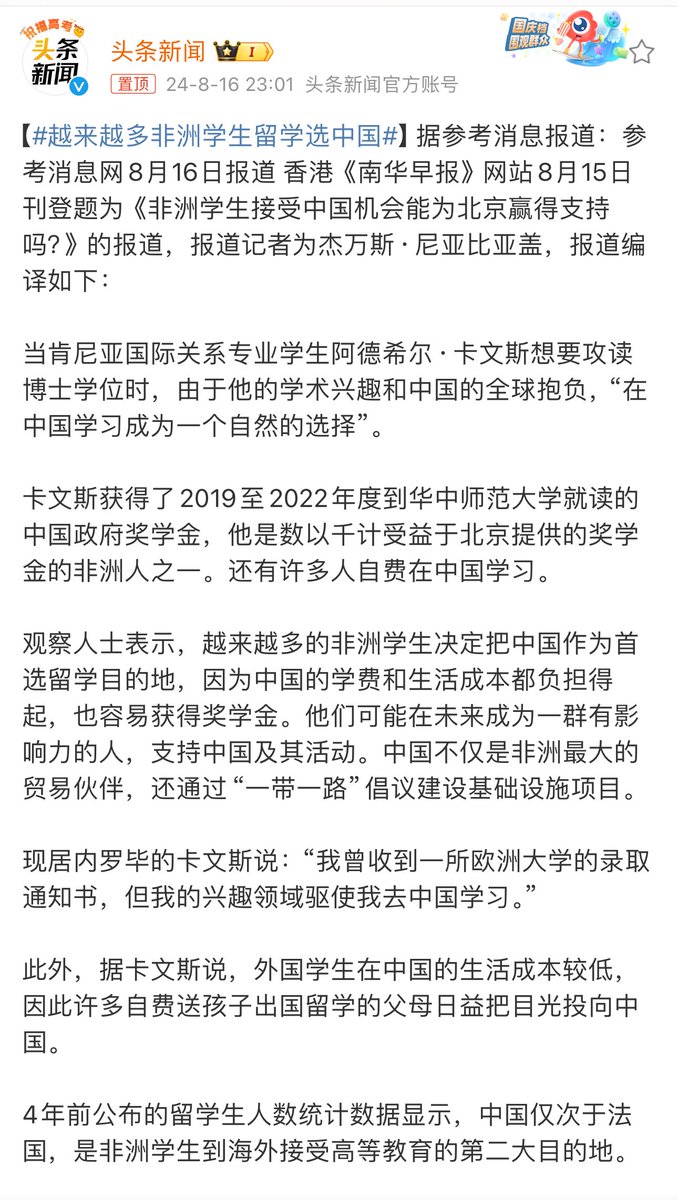 祝播高考
头条
新闻
头条新闻
I
国庆档
围观群众
置顶 24-8-16 23:01 头条新闻官方账号
【#越来越多非洲学生留学选中国#】据参考消息报道：参
考消息网8月16日报道 香港《南华早报》网站8月15日
刊登题为《非洲学生接受中国机会能为北京赢得支持
吗?》的报道，报道记者为杰万斯·尼亚比亚盖，报道编
译如下：
当肯尼亚国际关系专业学生阿德希尔·卡文斯想要攻读
博士学位时，由于他的学术兴趣和中国的全球抱负，“在
中国学习成为一个自然的选择”。
卡文斯获得了2019至2022年度到华中师范大学就读的
中国政府奖学金，他是数以千计受益于北京提供的奖学
金的非洲人之一。还有许多人自费在中国学习。
观察人士表示，越来越多的非洲学生决定把中国作为首
选留学目的地，因为中国的学费和生活成本都负担得
起，也容易获得奖学金。他们可能在未来成为一群有影
响力的人，支持中国及其活动。中国不仅是非洲最大的
贸易伙伴，还通过“一带一路”倡议建设基础设施项目。
现居内罗毕的卡文斯说：“我曾收到一所欧洲大学的录取
通知书，但我的兴趣领域驱使我去中国学习。”
此外，据卡文斯说，外国学生在中国的生活成本较低，
因此许多自费送孩子出国留学的父母日益把目光投向中
国。
4年前公布的留学生人数统计数据显示，中国仅次于法
国，是非洲学生到海外接受高等教育的第二大目的地。